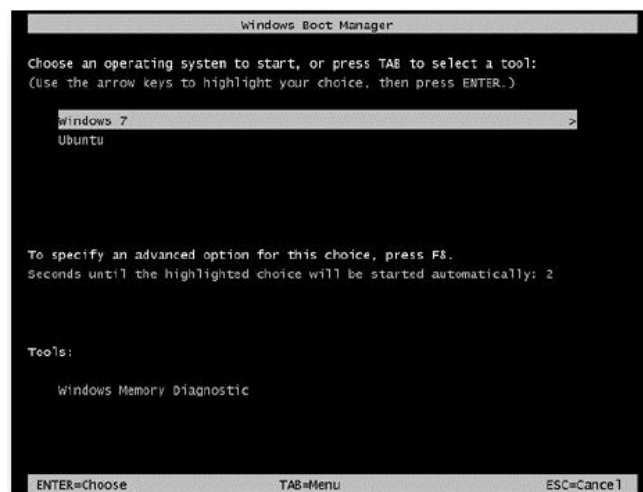 Windows Boot Manager
Choose an operating system to start, or press TAB to select a tool:
(Use the arrow keys to highlight your choice, then press ENTER.)
Windows 7 >
Ubuntu
To specify an advanced option for this choice, press F8.
Seconds until the highlighted choice will be started automatically: 2
Tools:
Windows Memory Diagnostic
ENTER=Choose TAB=Menu ESC=Cancel